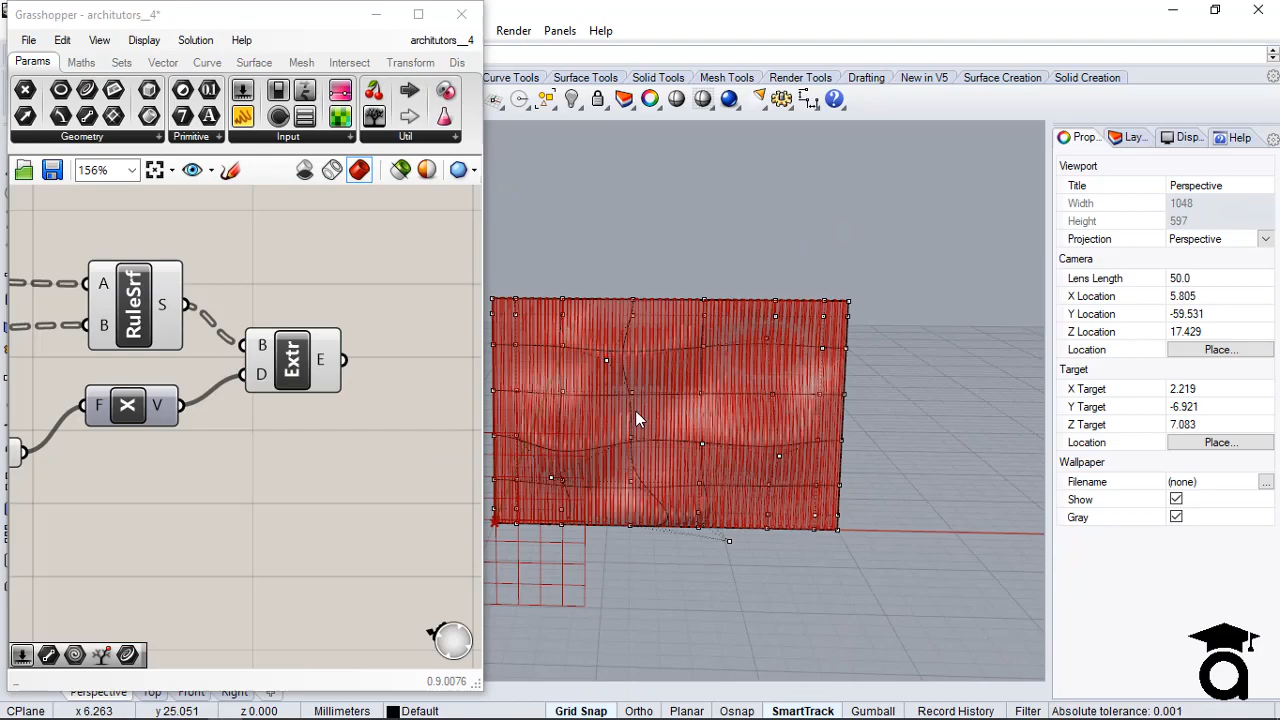 Grasshopper - architutors__4*
File Edit View Display Solution Help architutors__4
Params Maths Sets Vector Curve Surface Mesh Intersect Transform Dis
Geometry Primitive Input Util
156%
RuleSrf
A
B
S
Extr
B
D
E
F X V
0.9.0076
Render Panels Help
Curve Tools Surface Tools Solid Tools Mesh Tools Render Tools Drafting New in V5 Surface Creation Solid Creation
Prop... Lay... Disp... Help
Viewport
Title Perspective
Width 1048
Height 597
Projection Perspective
Camera
Lens Length 50.0
X Location 5.805
Y Location -59.531
Z Location 17.429
Location Place...
Target
X Target 2.219
Y Target -6.921
Z Target 7.083
Location Place...
Wallpaper
Filename (none) ...
Show
Gray
a
Perspective Top Front Right
CPlane x 6.263 y 25.051 z 0.000 Millimeters Default Grid Snap Ortho Planar Osnap SmartTrack Gumball Record History Filter Absolute tolerance: 0.001